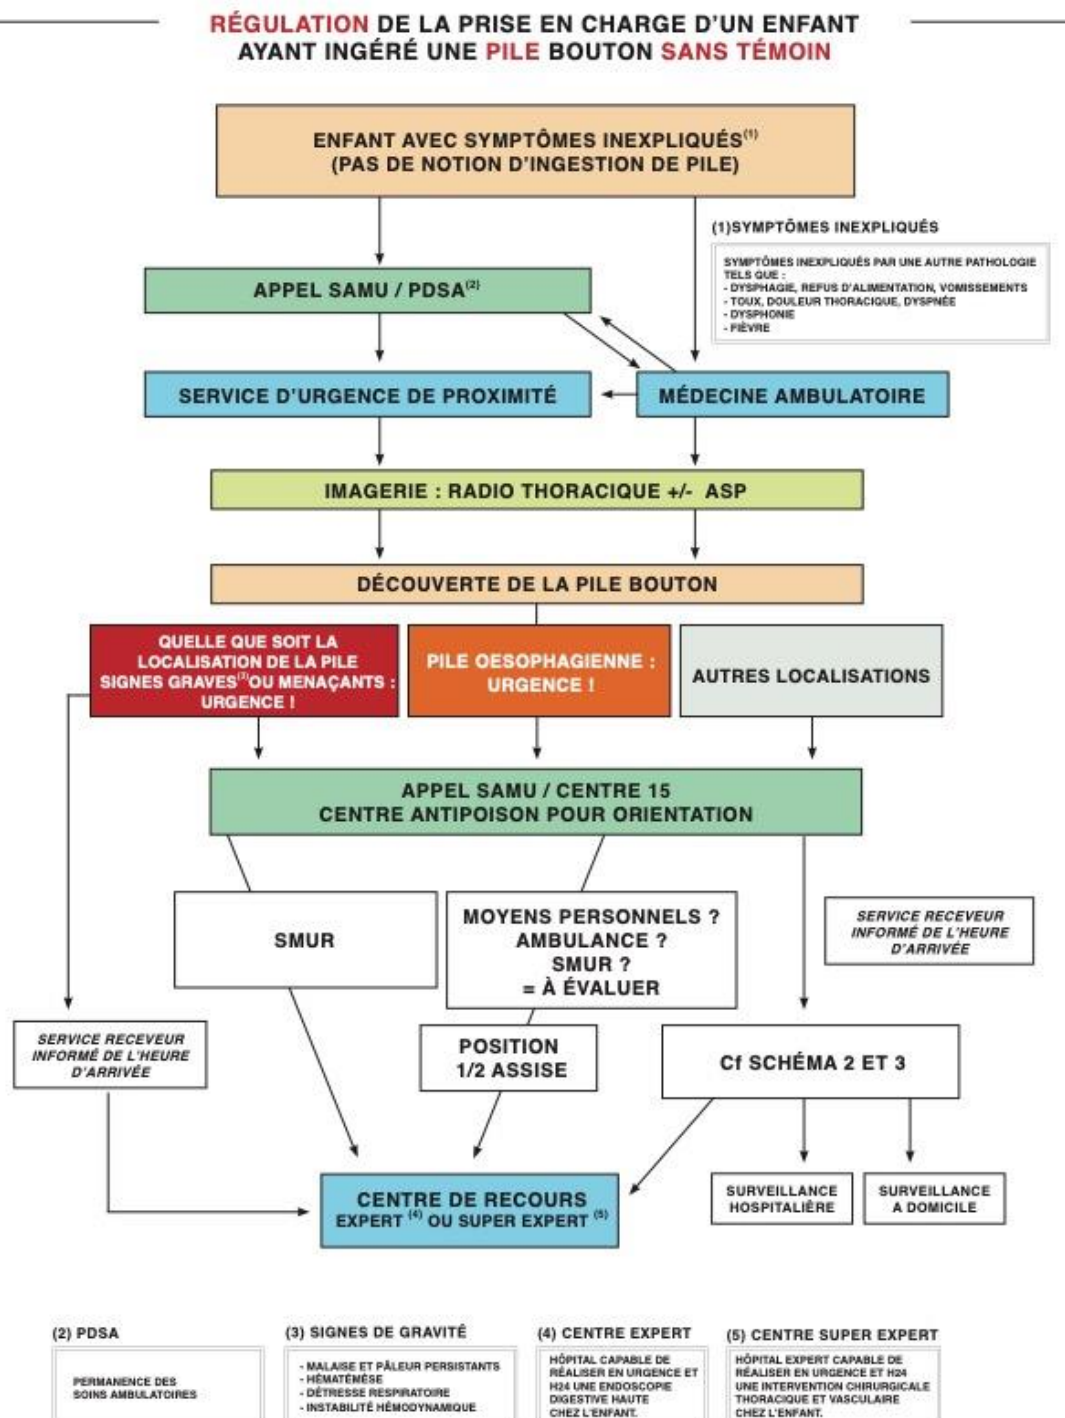 RÉGULATION DE LA PRISE EN CHARGE D'UN ENFANT
AYANT INGÉRÉ UNE PILE BOUTON SANS TÉMOIN
ENFANT AVEC SYMPTÔMES INEXPLIQUÉS(1)
(PAS DE NOTION D'INGESTION DE PILE)
(1)SYMPTÔMES INEXPLIQUÉS
SYMPTÔMES INEXPLIQUÉS PAR UNE AUTRE PATHOLOGIE
TELS QUE :
- DYSPHAGIE, REFUS D'ALIMENTATION, VOMISSEMENTS
- TOUX, DOULEUR THORACIQUE, DYSPNÉE
- DYSPHONIE
- FIÈVRE
APPEL SAMU / PDSA(2)
SERVICE D'URGENCE DE PROXIMITÉ
MÉDECINE AMBULATOIRE
IMAGERIE : RADIO THORACIQUE +/- ASP
DÉCOUVERTE DE LA PILE BOUTON
QUELLE QUE SOIT LA
LOCALISATION DE LA PILE
SIGNES GRAVES(3)OU MENAÇANTS :
URGENCE !
PILE OESOPHAGIENNE :
URGENCE !
AUTRES LOCALISATIONS
APPEL SAMU / CENTRE 15
CENTRE ANTIPOISON POUR ORIENTATION
SMUR
MOYENS PERSONNELS ?
AMBULANCE ?
SMUR ?
= À ÉVALUER
SERVICE RECEVEUR
INFORMÉ DE L'HEURE
D'ARRIVÉE
SERVICE RECEVEUR
INFORMÉ DE L'HEURE
D'ARRIVÉE
POSITION
1/2 ASSISE
Cf SCHÉMA 2 ET 3
CENTRE DE RECOURS
EXPERT (4) OU SUPER EXPERT (5)
SURVEILLANCE
HOSPITALIÈRE
SURVEILLANCE
A DOMICILE
(2) PDSA
PERMANENCE DES
SOINS AMBULATOIRES
(3) SIGNES DE GRAVITÉ
- MALAISE ET PÂLEUR PERSISTANTS
- HÉMATÉMÈSE
- DÉTRESSE RESPIRATOIRE
- INSTABILITÉ HÉMODYNAMIQUE
(4) CENTRE EXPERT
HÔPITAL CAPABLE DE
RÉALISER EN URGENCE ET
H24 UNE ENDOSCOPIE
DIGESTIVE HAUTE
CHEZ L'ENFANT.
(5) CENTRE SUPER EXPERT
HÔPITAL EXPERT CAPABLE DE
RÉALISER EN URGENCE ET H24
UNE INTERVENTION CHIRURGICALE
THORACIQUE ET VASCULAIRE
CHEZ L'ENFANT.